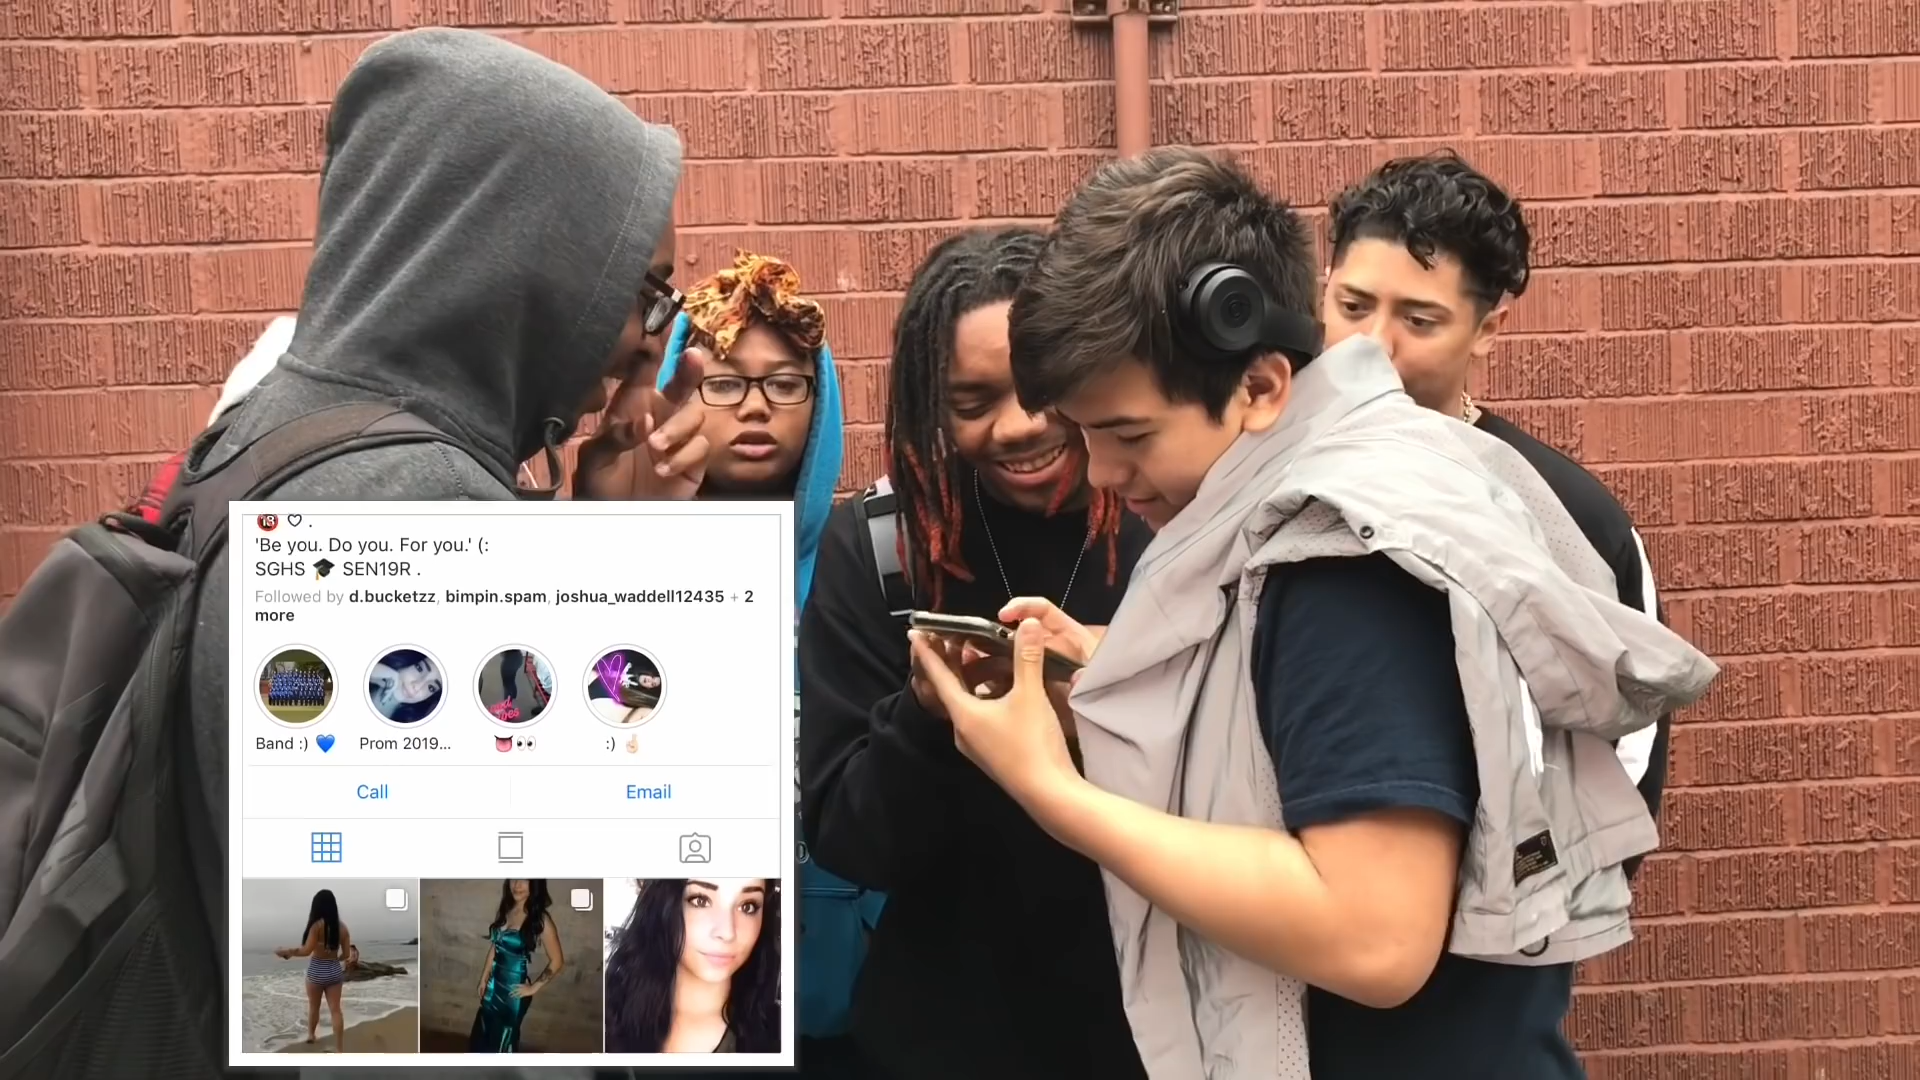 🔞 ♡ .
'Be you. Do you. For you.' (:
SGHS 🎓 SEN19R .
Followed by d.bucketzz, bimpin.spam, joshua_waddell12435 + 2
more
Band :) 💙 Prom 2019... 👅👀 :) ☝🏻
Call Email